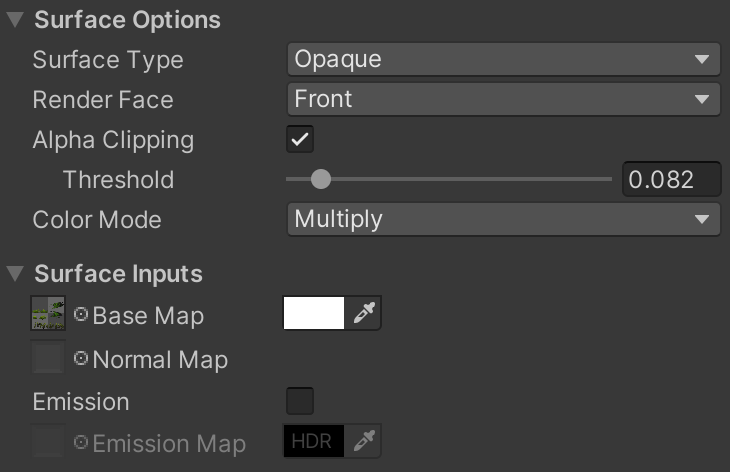 Surface Options
Surface Type Opaque
Render Face Front
Alpha Clipping
Threshold 0.082
Color Mode Multiply
Surface Inputs
Base Map
Normal Map
Emission
Emission Map HDR